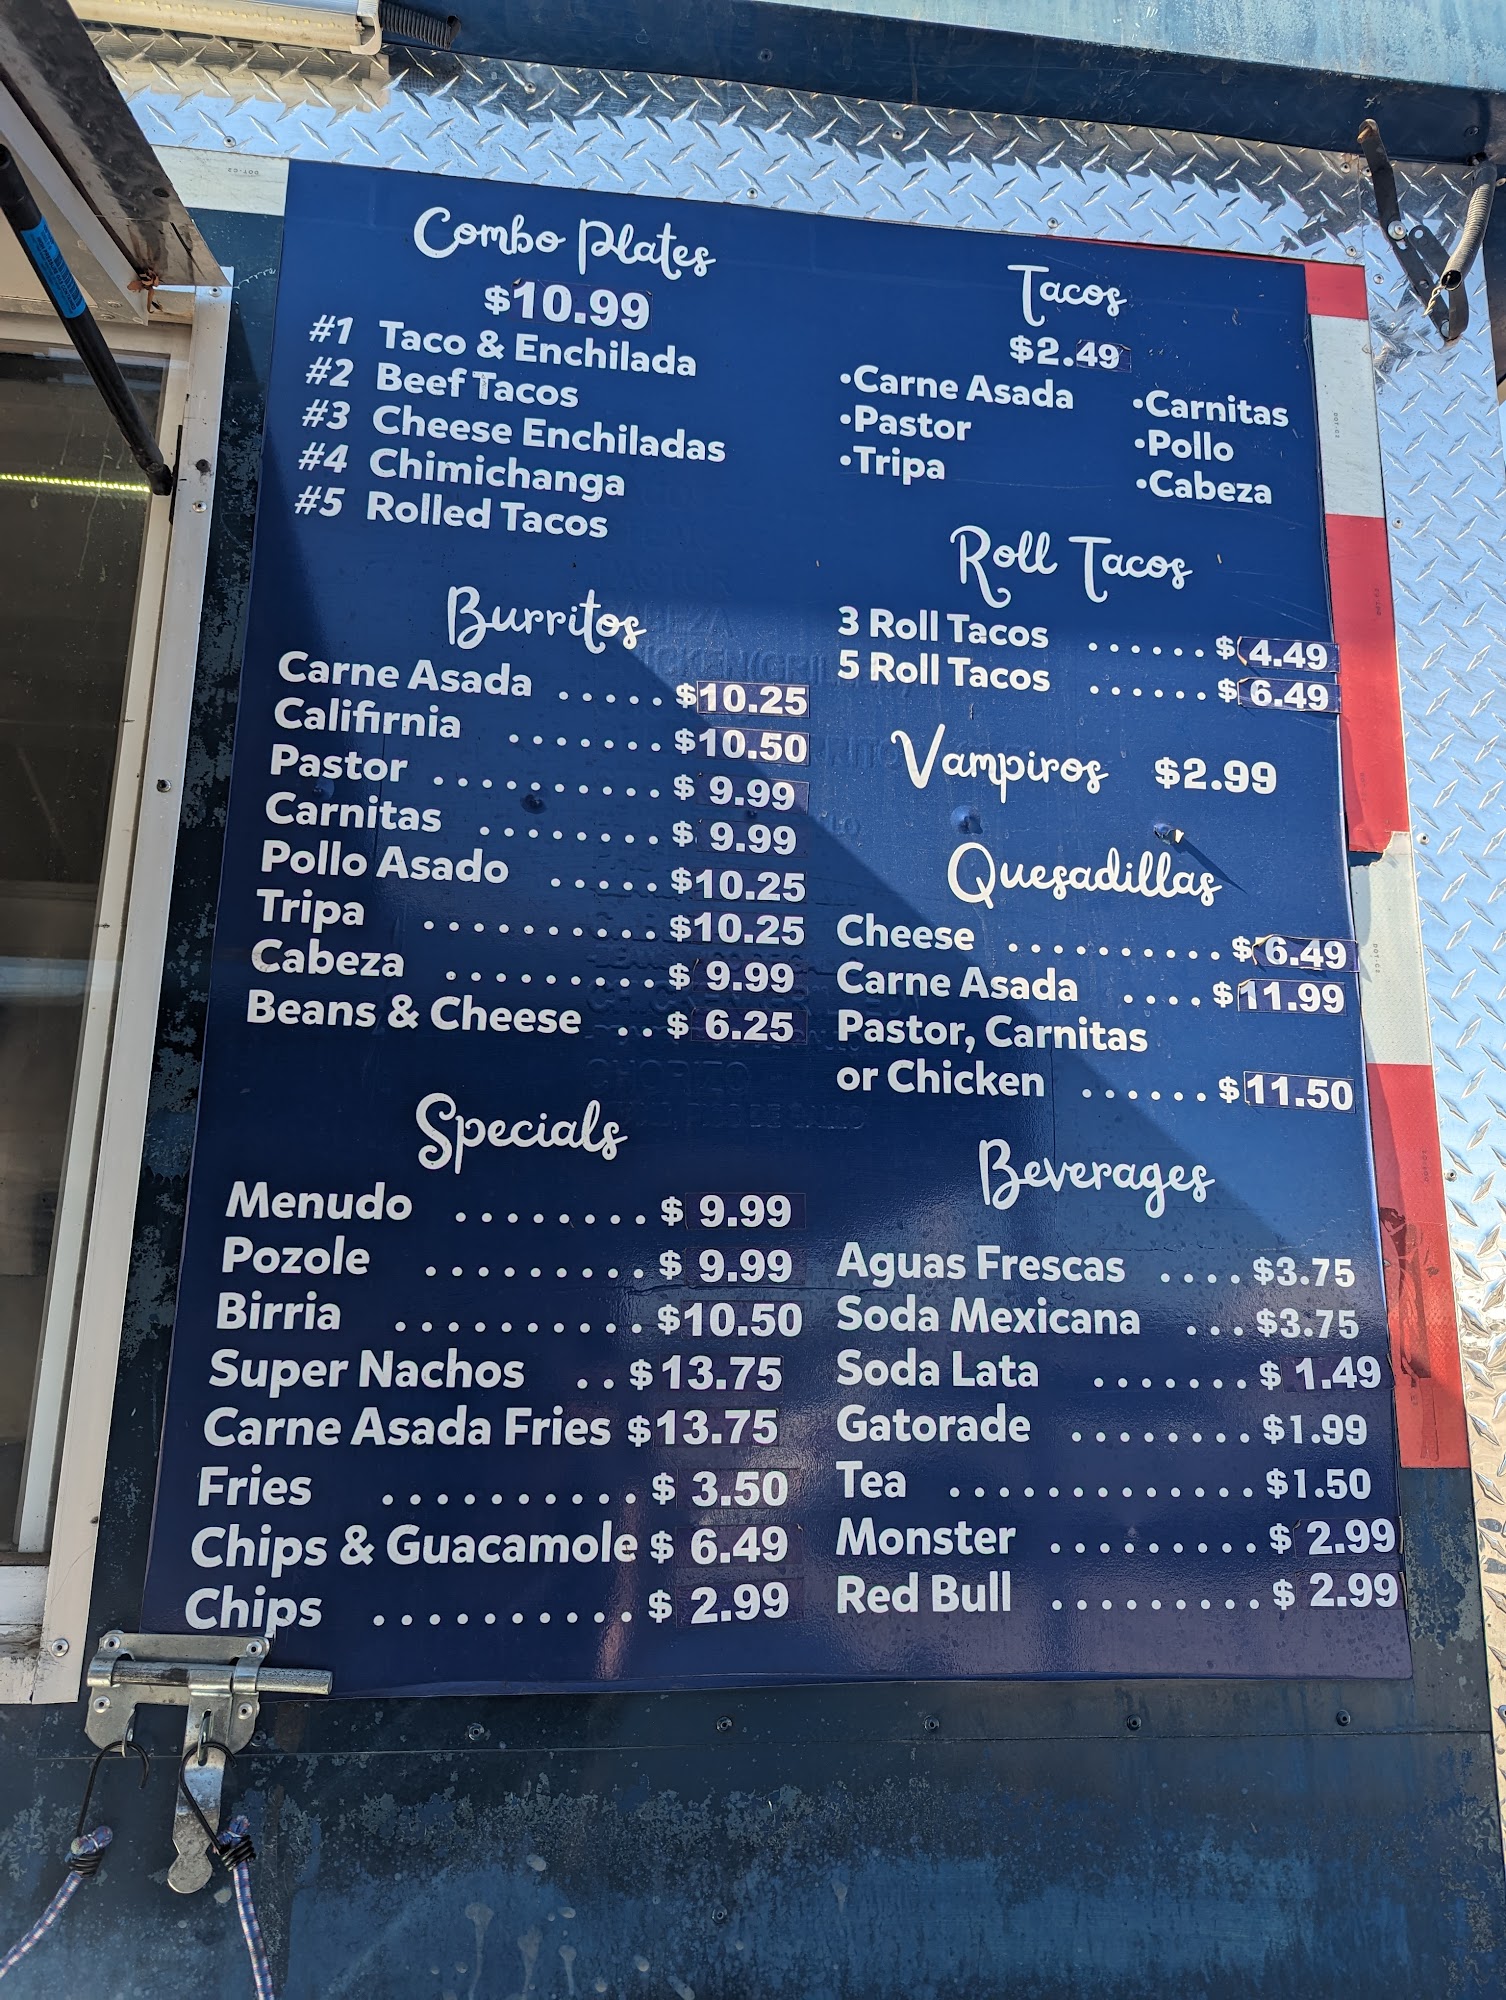 Combo Plates
$10.99
#1 Taco & Enchilada
#2 Beef Tacos
#3 Cheese Enchiladas
#4 Chimichanga
#5 Rolled Tacos
Burritos
Carne Asada ..... $10.25
Califirnia ....... $10.50
Pastor .......... $ 9.99
Carnitas ........ $ 9.99
Pollo Asado ..... $10.25
Tripa .......... $10.25
Cabeza ......... $ 9.99
Beans & Cheese .. $ 6.25
Specials
Menudo ........ $ 9.99
Pozole ......... $ 9.99
Birria .......... $10.50
Super Nachos .. $13.75
Carne Asada Fries $13.75
Fries .......... $ 3.50
Chips & Guacamole $ 6.49
Chips .......... $ 2.99
Tacos
$2.49
•Carne Asada •Carnitas
•Pastor •Pollo
•Tripa •Cabeza
Roll Tacos
3 Roll Tacos ...... $ 4.49
5 Roll Tacos ...... $ 6.49
Vampiros $2.99
Quesadillas
Cheese .......... $ 6.49
Carne Asada .... $11.99
Pastor, Carnitas
or Chicken ...... $11.50
Beverages
Aguas Frescas .... $3.75
Soda Mexicana ... $3.75
Soda Lata ....... $ 1.49
Gatorade ........ $1.99
Tea ............. $1.50
Monster ......... $ 2.99
Red Bull ......... $ 2.99
DOT-C2